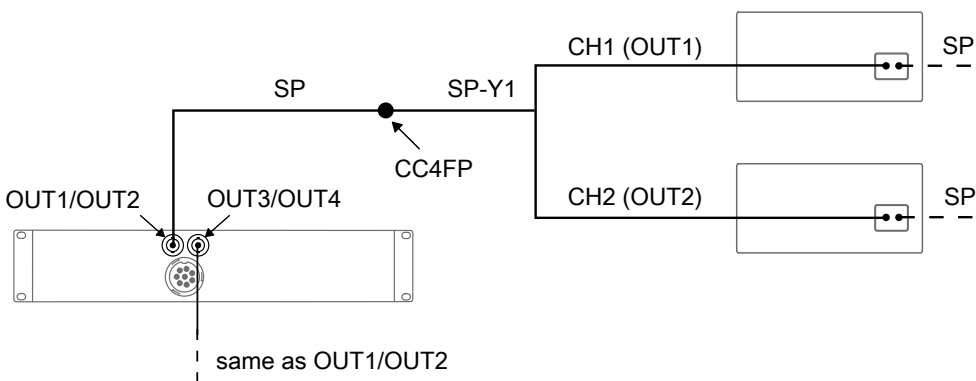 CH1 (OUT1)
SP
SP
SP-Y1
CC4FP
OUT1/OUT2
OUT3/OUT4
CH2 (OUT2)
SP
same as OUT1/OUT2